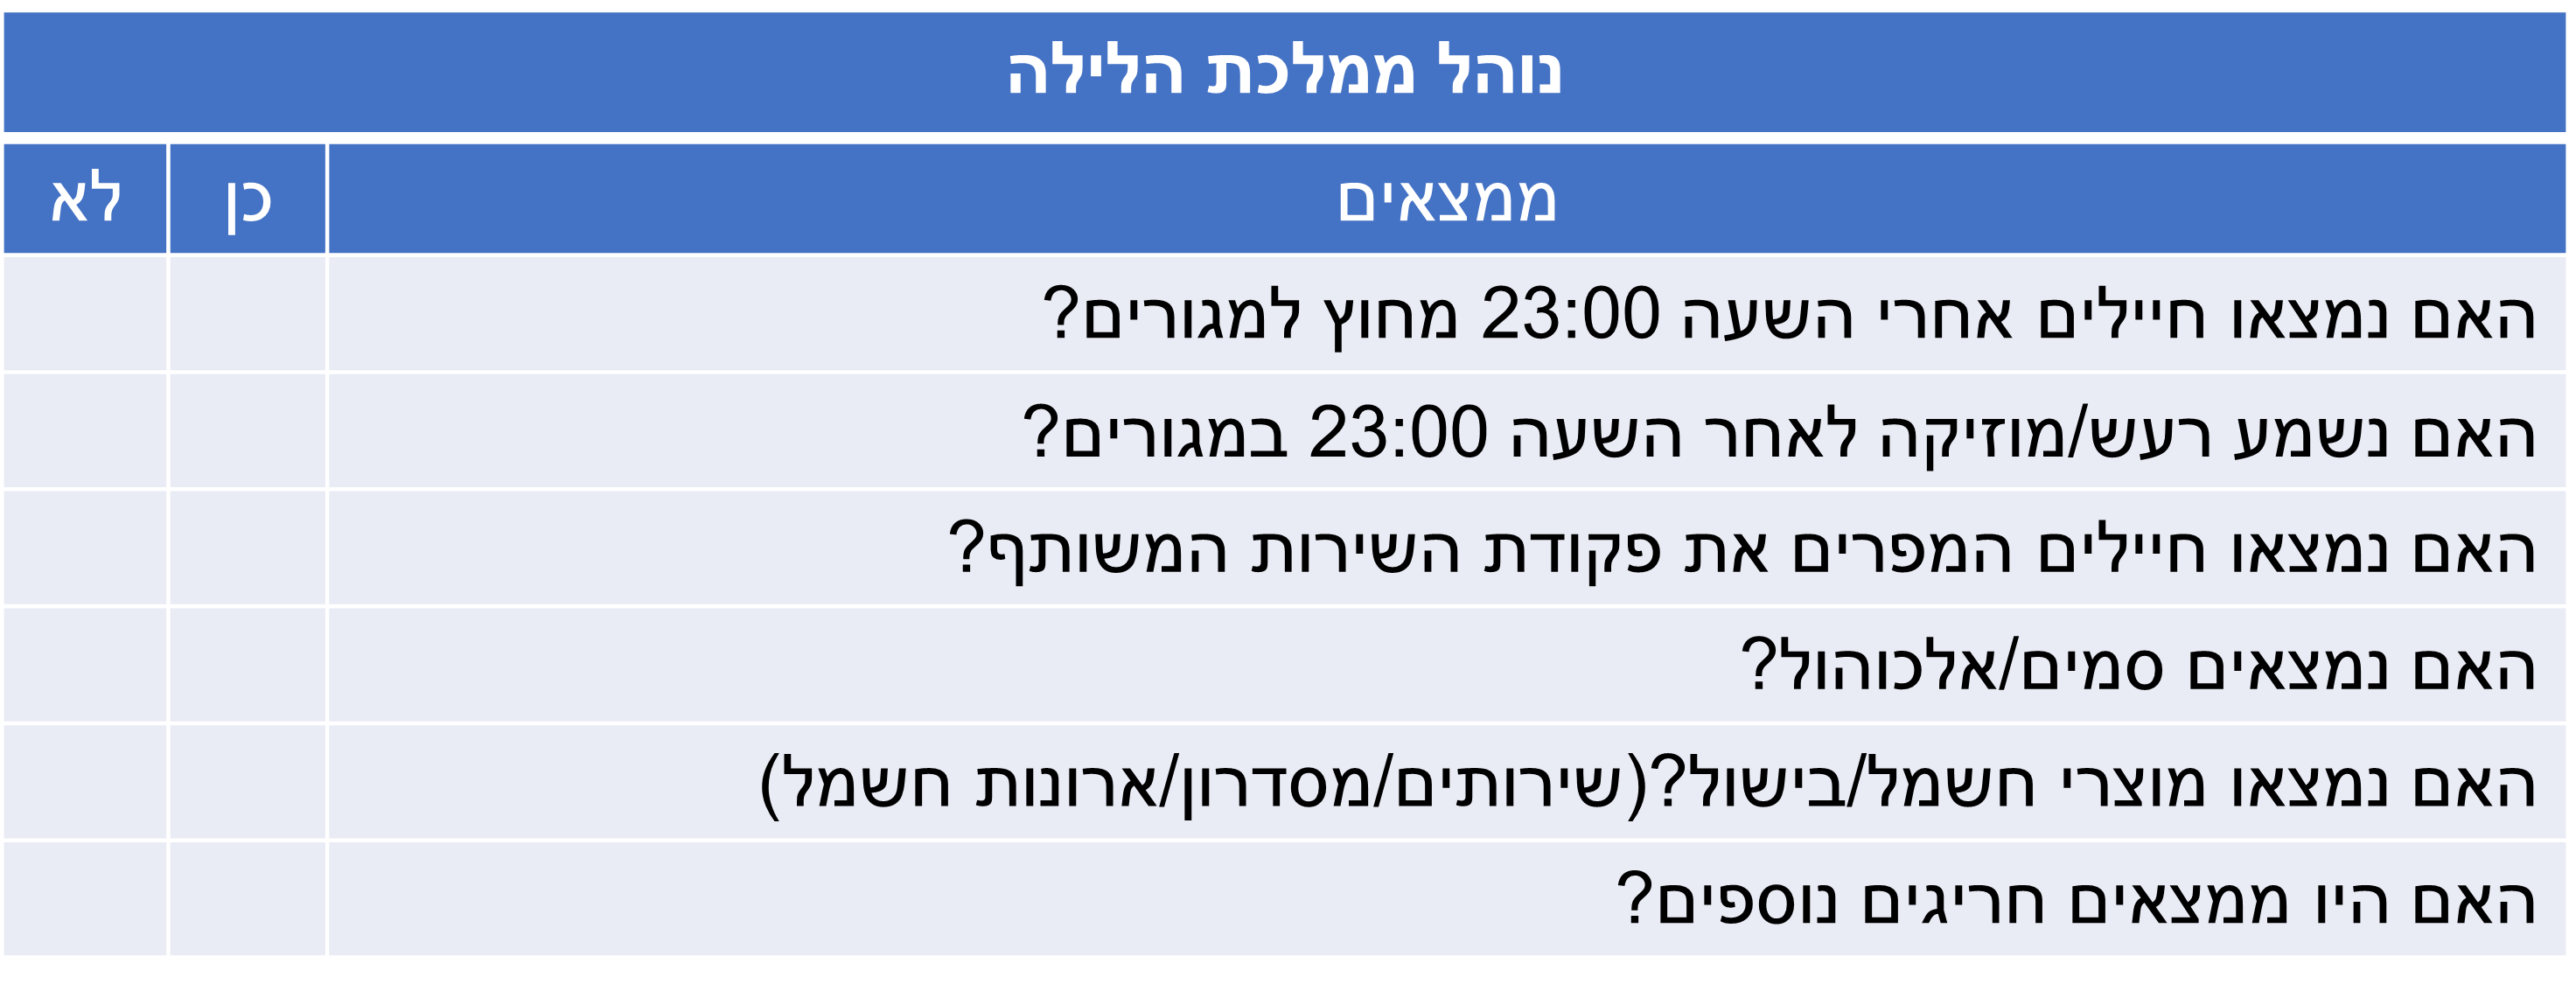 נוהל ממלכת הלילה
ממצאים כן לא
האם נמצאו חיילים אחרי השעה 23:00 מחוץ למגורים?
האם נשמע רעש/מוזיקה לאחר השעה 23:00 במגורים?
האם נמצאו חיילים המפרים את פקודת השירות המשותף?
האם נמצאים סמים/אלכוהול?
האם נמצאו מוצרי חשמל/בישול?(שירותים/מסדרון/ארונות חשמל)
האם היו ממצאים חריגים נוספים?